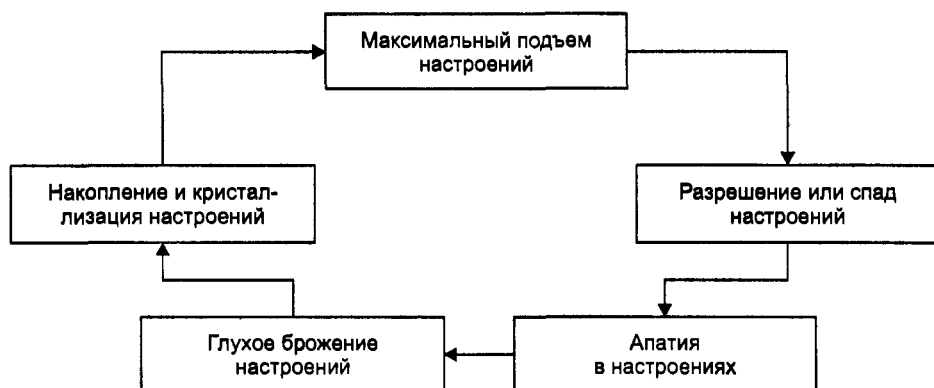 Максимальный подъем
настроений
Накопление и кристал-
лизация настроений
Разрешение или спад
настроений
Глухое брожение
настроений
Апатия
в настроениях